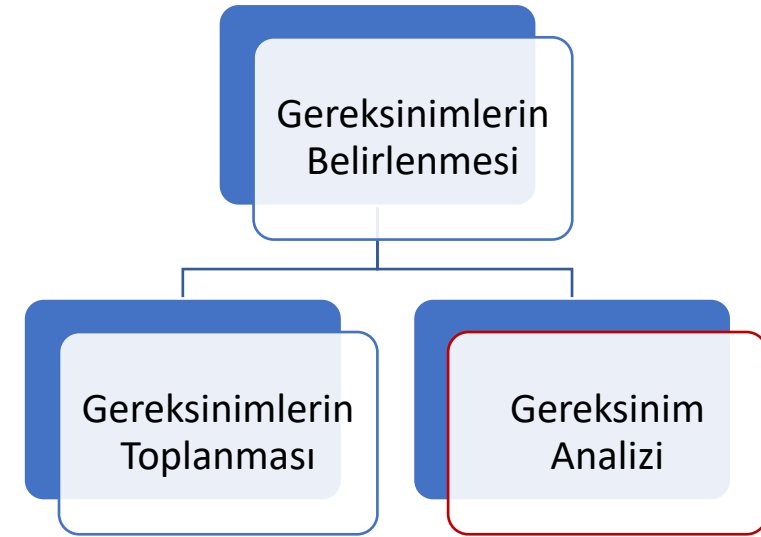 Gereksinimlerin
Belirlenmesi
Gereksinimlerin
Toplanması
Gereksinim
Analizi